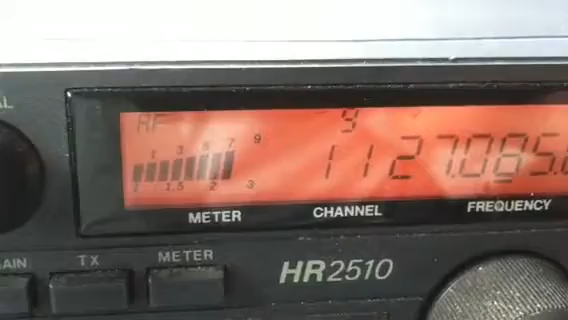 RF 9
1 3 5 7 9
1 1.5 2 3
11 27.085.
METER CHANNEL FREQUENCY
TX METER
HR2510